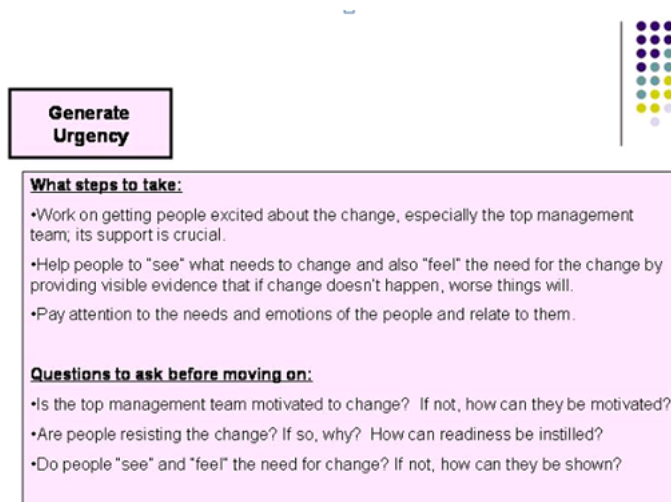 Generate
Urgency
What steps to take:
•Work on getting people excited about the change, especially the top management
team; its support is crucial.
•Help people to "see" what needs to change and also "feel" the need for the change by
providing visible evidence that if change doesn't happen, worse things will.
•Pay attention to the needs and emotions of the people and relate to them.
Questions to ask before moving on:
•Is the top management team motivated to change?  If not, how can they be motivated?
•Are people resisting the change? If so, why?  How can readiness be instilled?
•Do people "see" and "feel" the need for change? If not, how can they be shown?